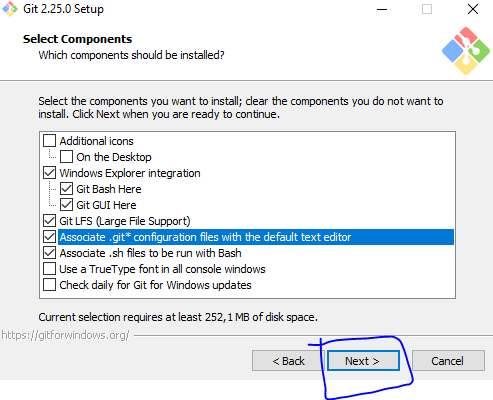 Git 2.25.0 Setup
Select Components
Which components should be installed?
Select the components you want to install; clear the components you do not want to
install. Click Next when you are ready to continue.
Additional icons
On the Desktop
Windows Explorer integration
Git Bash Here
Git GUI Here
Git LFS (Large File Support)
Associate .git* configuration files with the default text editor
Associate .sh files to be run with Bash
Use a TrueType font in all console windows
Check daily for Git for Windows updates
Current selection requires at least 252,1 MB of disk space.
https://gitforwindows.org/
< Back
Next >
Cancel